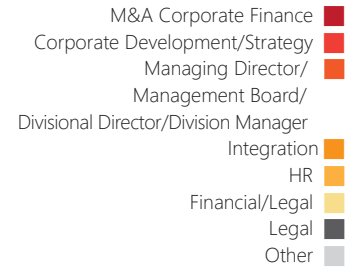 M&A Corporate Finance
Corporate Development/Strategy
Managing Director/
Management Board/
Divisional Director/Division Manager
Integration
HR
Financial/Legal
Legal
Other